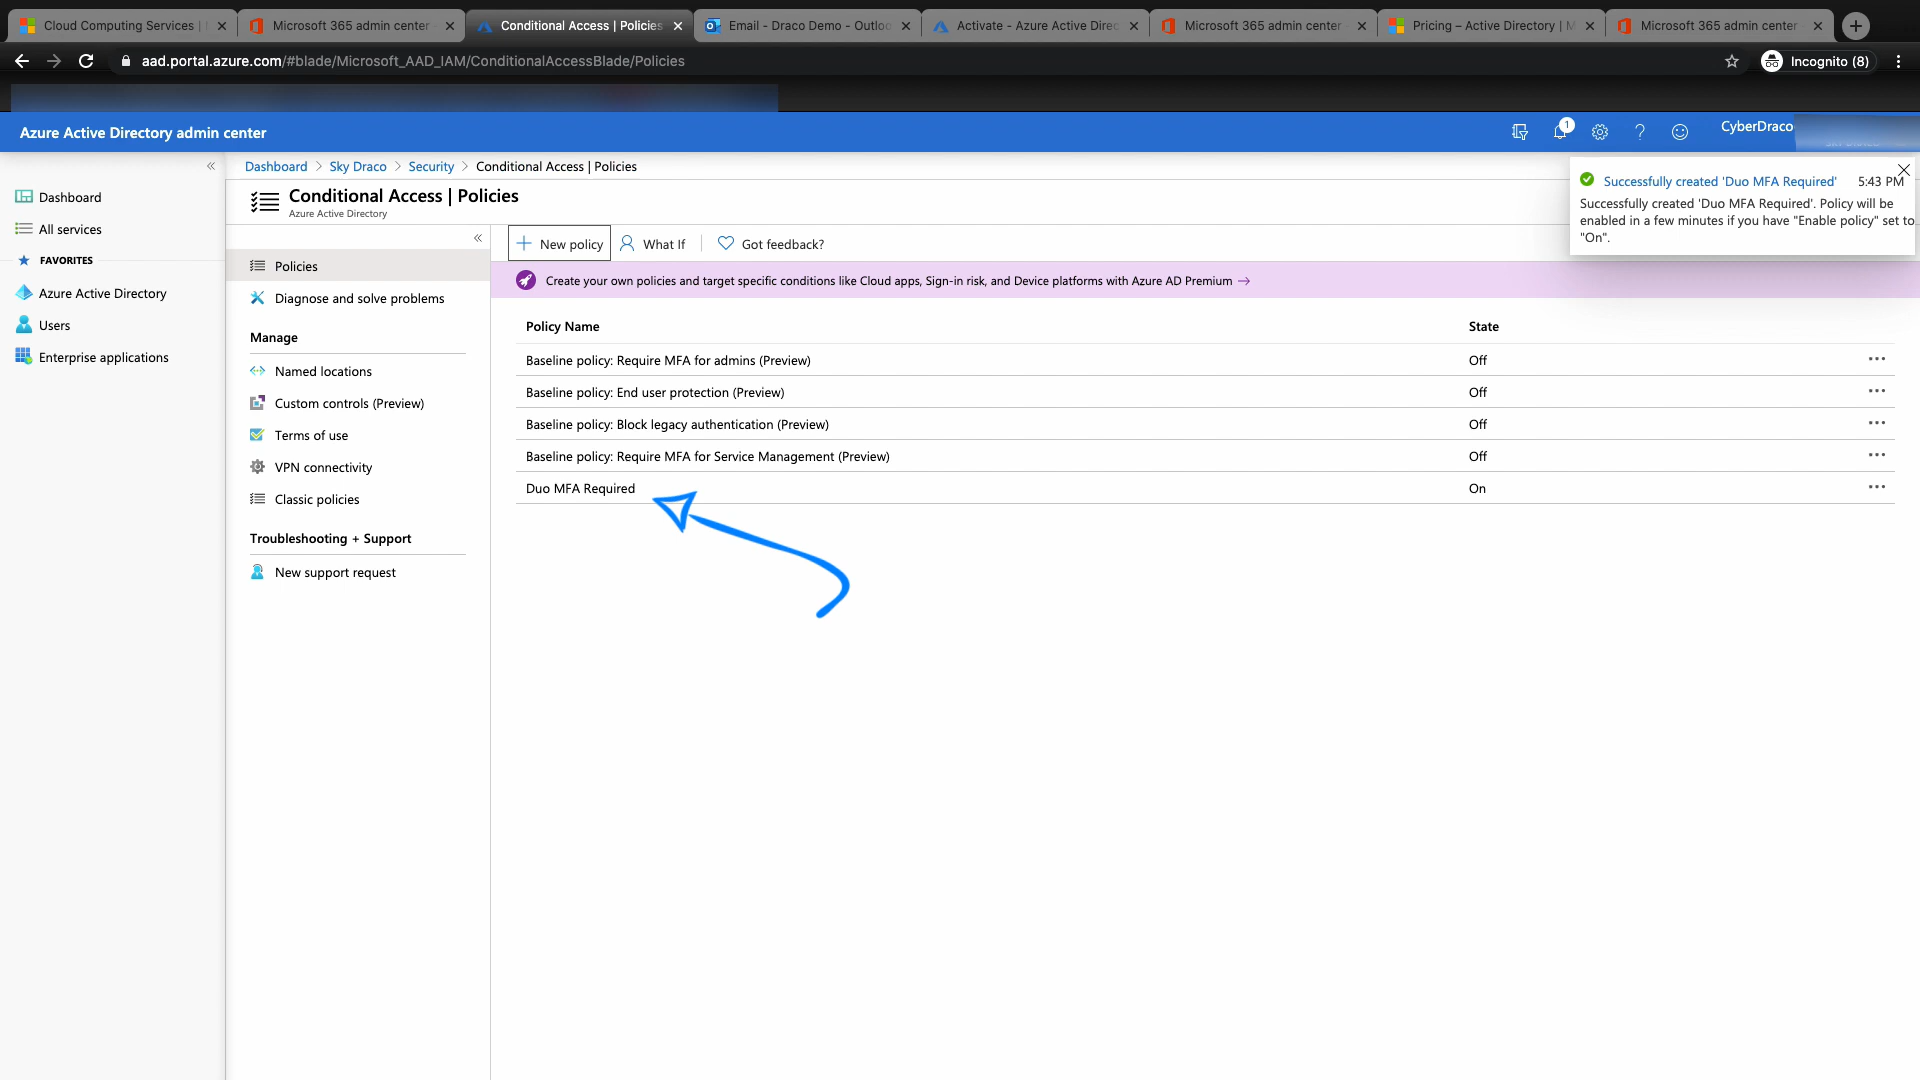 Cloud Computing Services |
Microsoft 365 admin center -
Conditional Access | Policies
Email - Draco Demo - Outlo
Activate - Azure Active Direc
Microsoft 365 admin center -
Pricing – Active Directory | M
Microsoft 365 admin center
aad.portal.azure.com/#blade/Microsoft_AAD_IAM/ConditionalAccessBlade/Policies
Incognito (8)
Azure Active Directory admin center
1
CyberDraco
Dashboard > Sky Draco > Security > Conditional Access | Policies
Conditional Access | Policies
Azure Active Directory
Successfully created 'Duo MFA Required' 5:43 PM
Successfully created 'Duo MFA Required'. Policy will be
enabled in a few minutes if you have "Enable policy" set to
"On".
Dashboard
All services
FAVORITES
Azure Active Directory
Users
Enterprise applications
Policies
Diagnose and solve problems
Manage
Named locations
Custom controls (Preview)
Terms of use
VPN connectivity
Classic policies
Troubleshooting + Support
New support request
New policy What If Got feedback?
Create your own policies and target specific conditions like Cloud apps, Sign-in risk, and Device platforms with Azure AD Premium →
Policy Name State
Baseline policy: Require MFA for admins (Preview) Off
Baseline policy: End user protection (Preview) Off
Baseline policy: Block legacy authentication (Preview) Off
Baseline policy: Require MFA for Service Management (Preview) Off
Duo MFA Required On